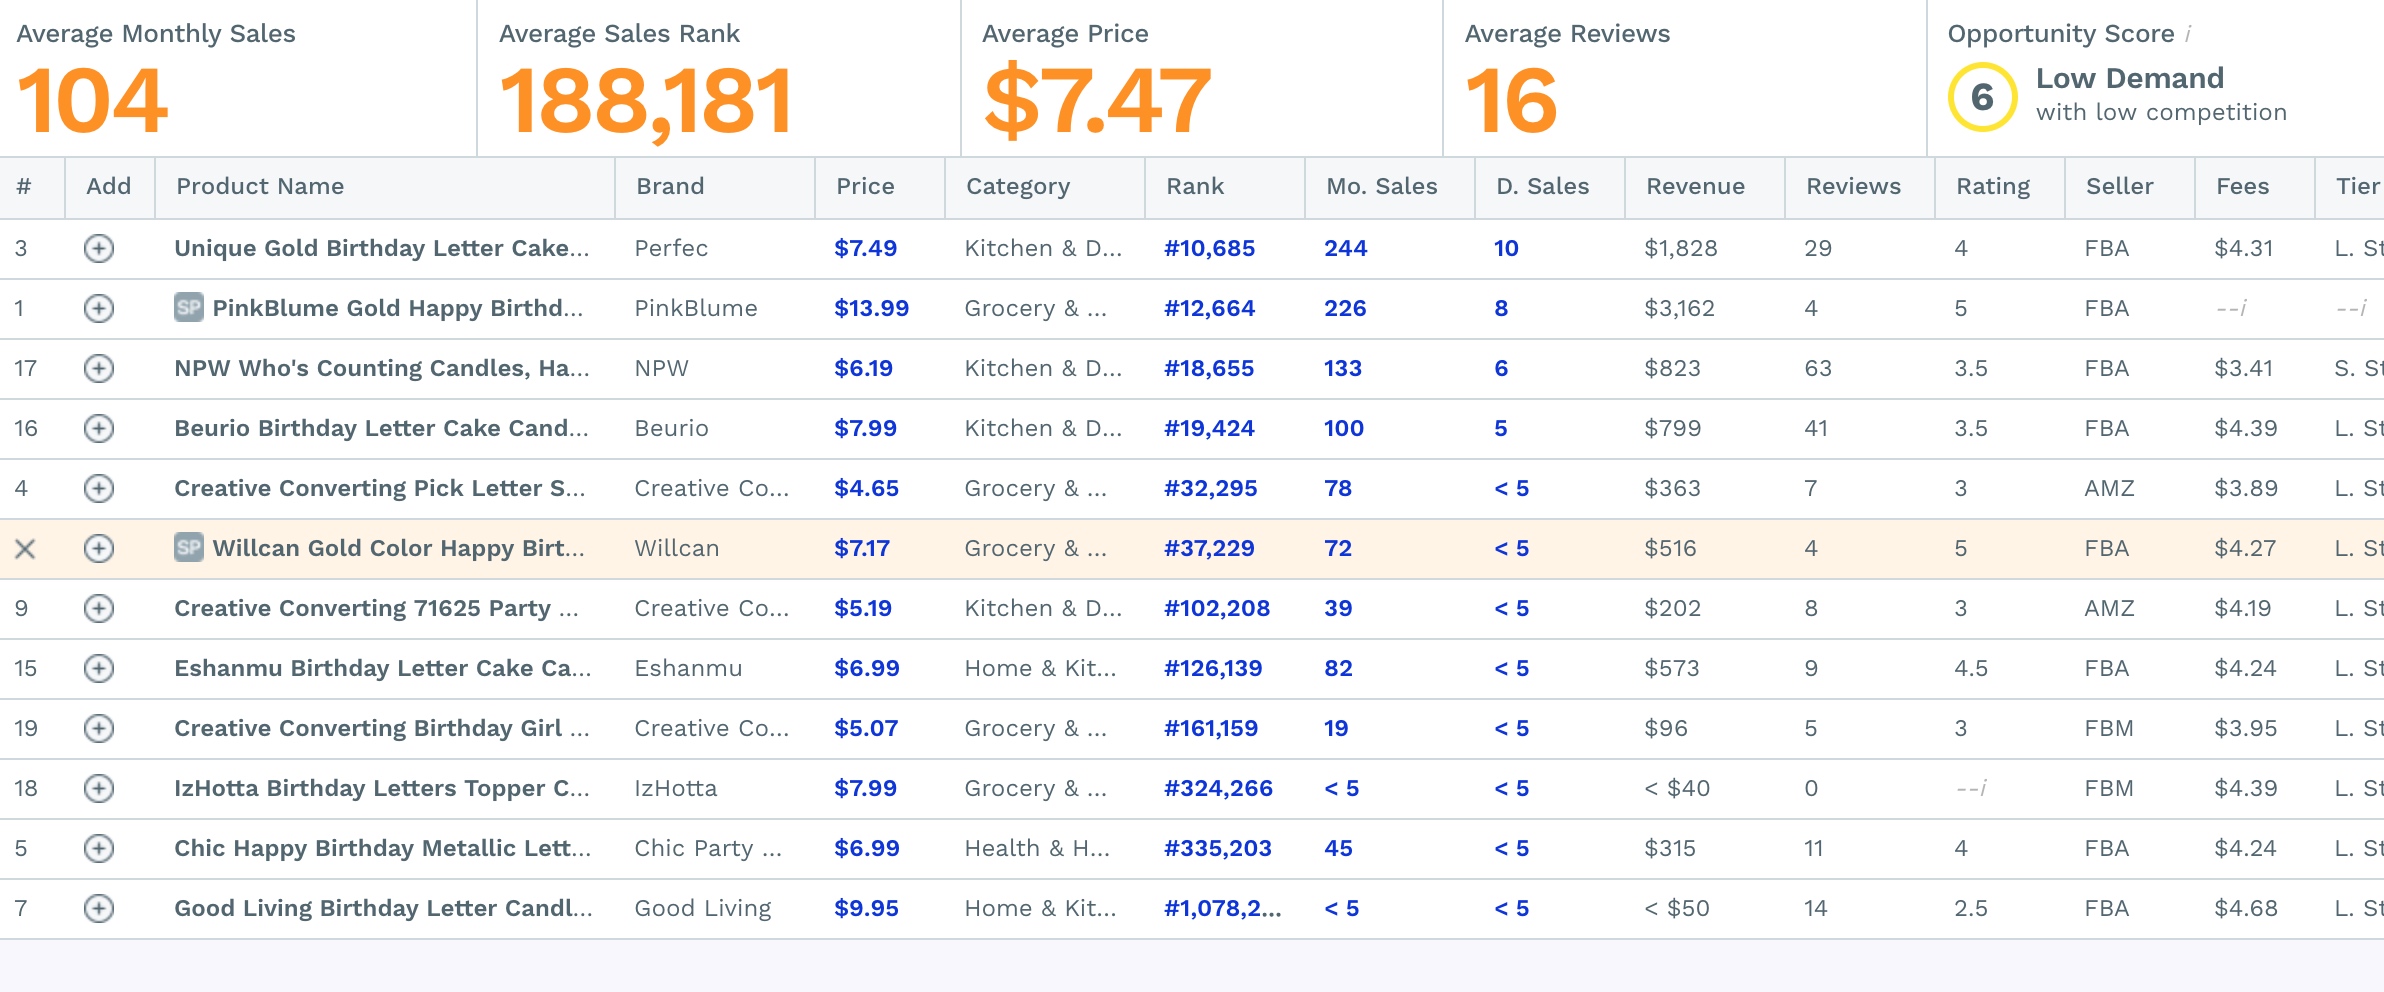 Average Monthly Sales
104
Average Sales Rank
188,181
Average Price
$7.47
Average Reviews
16
Opportunity Score i
6 Low Demand
with low competition
# Add Product Name Brand Price Category Rank Mo. Sales D. Sales Revenue Reviews Rating Seller Fees Tier
3 Unique Gold Birthday Letter Cake... Perfec $7.49 Kitchen & D... #10,685 244 10 $1,828 29 4 FBA $4.31 L. St
1 SP PinkBlume Gold Happy Birthd... PinkBlume $13.99 Grocery & ... #12,664 226 8 $3,162 4 5 FBA --i --i
17 NPW Who's Counting Candles, Ha... NPW $6.19 Kitchen & D... #18,655 133 6 $823 63 3.5 FBA $3.41 S. St
16 Beurio Birthday Letter Cake Cand... Beurio $7.99 Kitchen & D... #19,424 100 5 $799 41 3.5 FBA $4.39 L. St
4 Creative Converting Pick Letter S... Creative Co... $4.65 Grocery & ... #32,295 78 < 5 $363 7 3 AMZ $3.89 L. St
SP Willcan Gold Color Happy Birt... Willcan $7.17 Grocery & ... #37,229 72 < 5 $516 4 5 FBA $4.27 L. St
9 Creative Converting 71625 Party ... Creative Co... $5.19 Kitchen & D... #102,208 39 < 5 $202 8 3 AMZ $4.19 L. St
15 Eshanmu Birthday Letter Cake Ca... Eshanmu $6.99 Home & Kit... #126,139 82 < 5 $573 9 4.5 FBA $4.24 L. St
19 Creative Converting Birthday Girl ... Creative Co... $5.07 Grocery & ... #161,159 19 < 5 $96 5 3 FBM $3.95 L. St
18 IzHotta Birthday Letters Topper C... IzHotta $7.99 Grocery & ... #324,266 < 5 < 5 < $40 0 --i FBM $4.39 L. St
5 Chic Happy Birthday Metallic Lett... Chic Party ... $6.99 Health & H... #335,203 45 < 5 $315 11 4 FBA $4.24 L. St
7 Good Living Birthday Letter Candl... Good Living $9.95 Home & Kit... #1,078,2... < 5 < 5 < $50 14 2.5 FBA $4.68 L. St